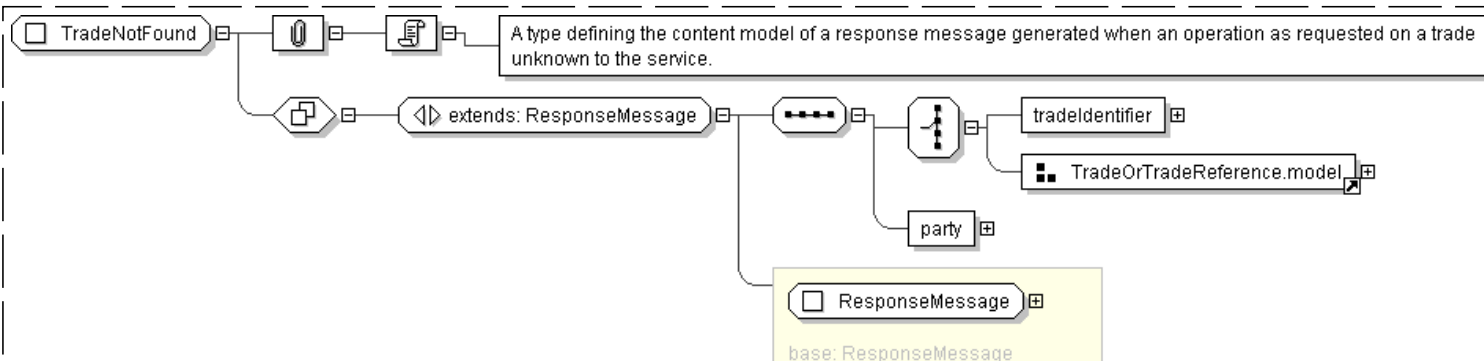 TradeNotFound
A type defining the content model of a response message generated when an operation as requested on a trade
unknown to the service.
extends: ResponseMessage
tradeIdentifier
TradeOrTradeReference.model
party
ResponseMessage
base: ResponseMessage